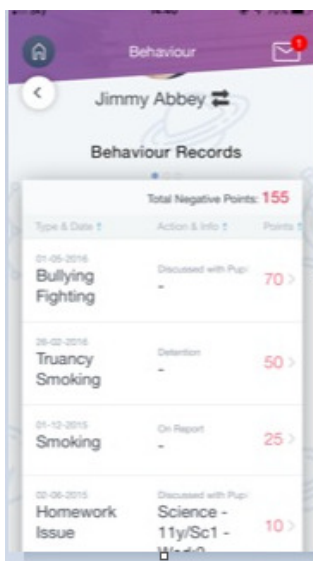 Behaviour
1
Jimmy Abbey
Behaviour Records
Total Negative Points: 155
Type & Date Action & Info Points
01-05-2016 Discussed with Pupi
Bullying - 70
Fighting
26-02-2016 Detention
Truancy - 50
Smoking
01-12-2015 On Report
Smoking - 25
02-06-2015 Discussed with Pupi
Homework Science -
Issue 11y/Sc1 - 10